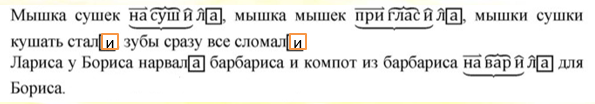 Мышка сушек насушила, мышка мышек пригласила, мышки сушки
кушать стали зубы сразу все сломали
Лариса у Бориса нарвала барбариса и компот из барбариса наварила для
Бориса.